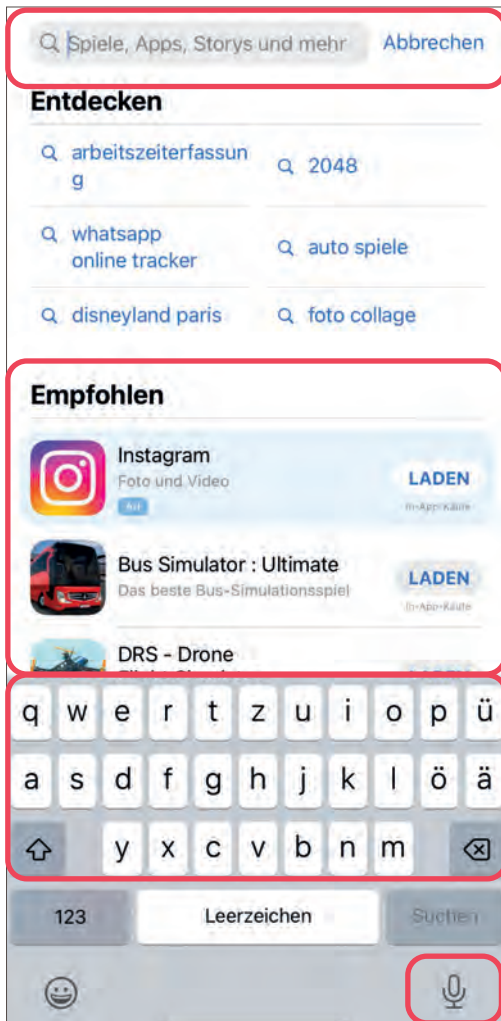 Spiele, Apps, Storys und mehr Abbrechen
Entdecken
arbeitszeiterfassun
g
2048
whatsapp
online tracker
auto spiele
disneyland paris foto collage
Empfohlen
Instagram
Foto und Video
LADEN
Ad
In-App-Käufe
Bus Simulator : Ultimate
Das beste Bus-Simulationsspiel
LADEN
In-App-Käufe
DRS - Drone
q w e r t z u i o p ü
a s d f g h j k l ö ä
y x c v b n m
123 Leerzeichen Suchen